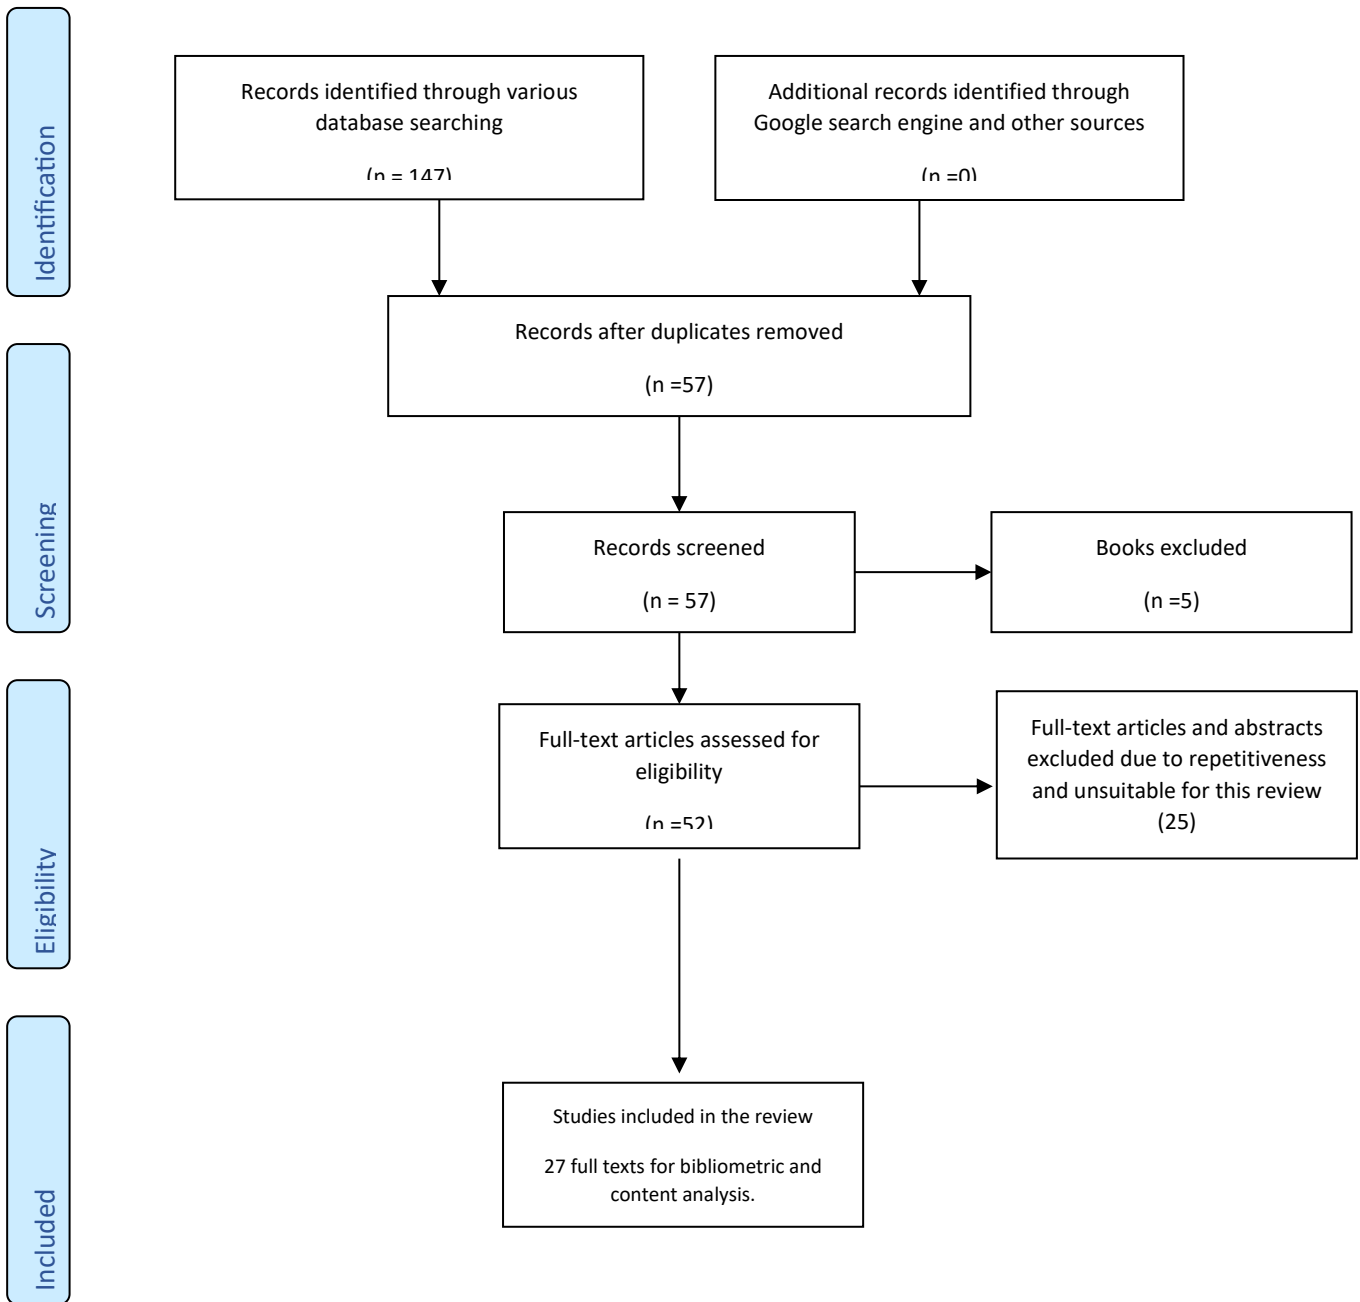 Identification
Records identified through various
database searching
(n = 147)
Additional records identified through
Google search engine and other sources
(n =0)
Records after duplicates removed
(n =57)
Screening
Records screened
(n = 57)
Books excluded
(n =5)
Eligibility
Full-text articles assessed for
eligibility
(n =52)
Full-text articles and abstracts
excluded due to repetitiveness
and unsuitable for this review
(25)
Included
Studies included in the review
27 full texts for bibliometric and
content analysis.